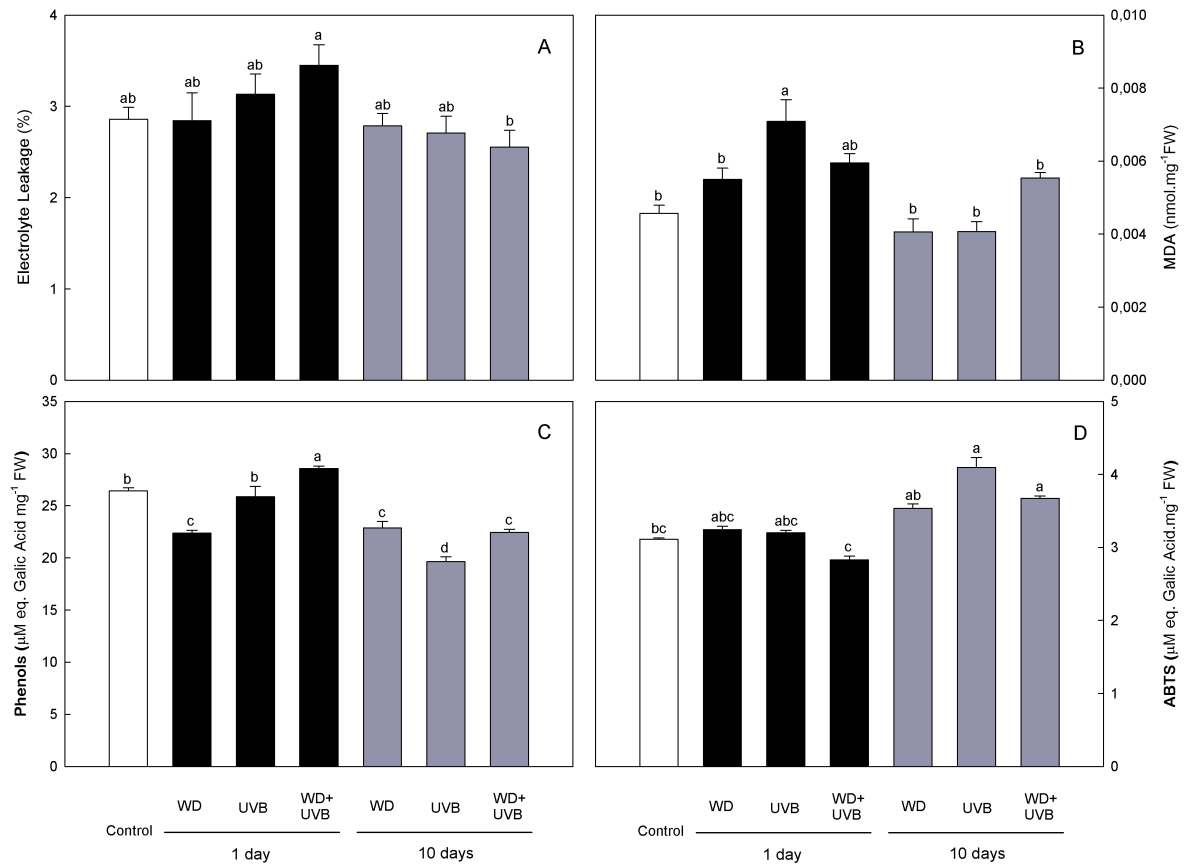 A
Electrolyte Leakage (%)
4
3
2
1
0
ab
ab
ab
a
ab
ab
b
B
MDA (nmol.mg-1FW)
0,010
0,008
0,006
0,004
0,002
0,000
b
b
a
ab
b
b
b
C
Phenols (µM eq. Galic Acid mg-1 FW)
35
30
25
20
15
10
5
0
b
c
b
a
c
d
c
D
ABTS (µM eq. Galic Acid.mg-1 FW)
5
4
3
2
1
0
bc
abc
abc
c
ab
a
a
Control
WD
UVB
WD+
UVB
WD
UVB
WD+
UVB
1 day
10 days
Control
WD
UVB
WD+
UVB
WD
UVB
WD+
UVB
1 day
10 days